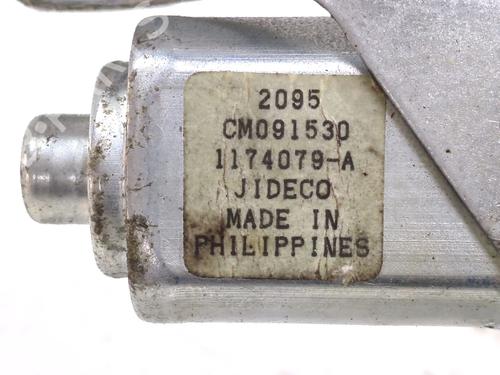 2095
CM091530
1174079-A
JIDECO
MADE IN
PHILIPPINES